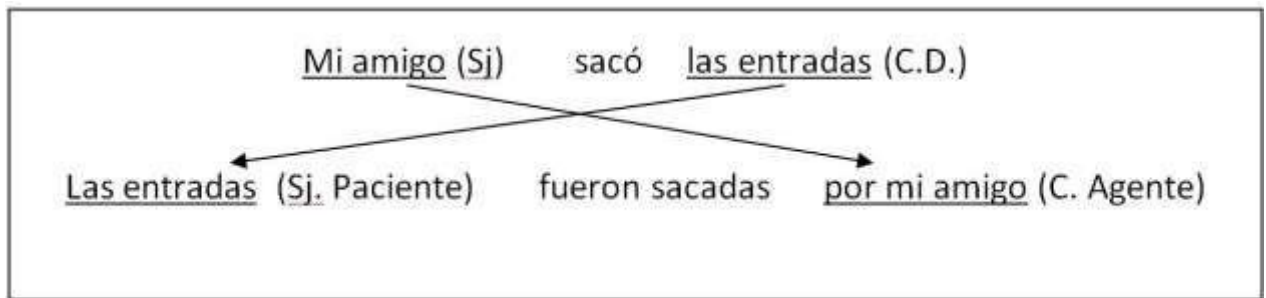 Mi amigo (Sj) sacó las entradas (C.D.)
Las entradas (Sj. Paciente) fueron sacadas por mi amigo (C. Agente)